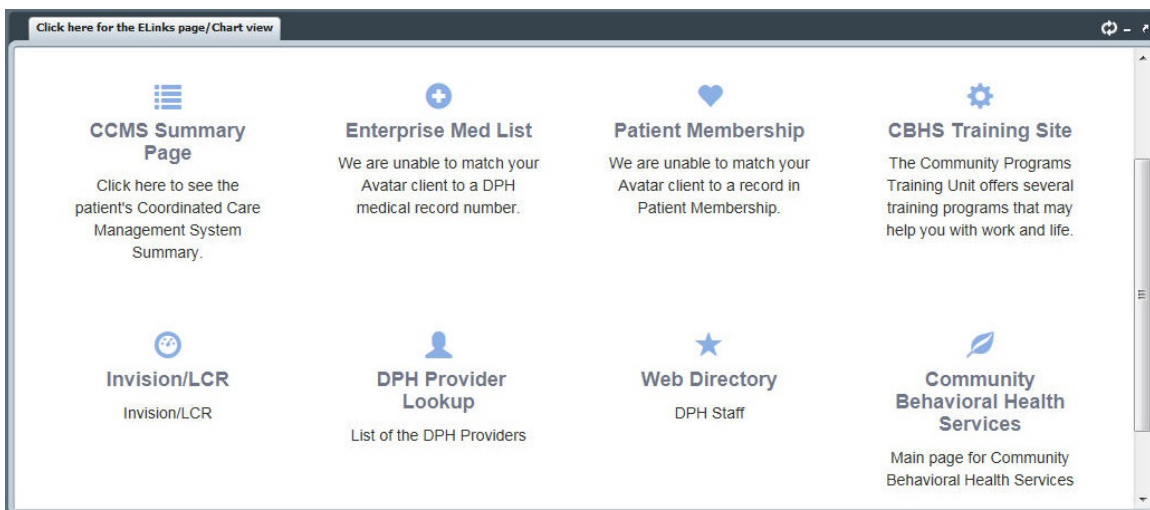 Click here for the ELinks page/Chart view
CCMS Summary
Page
Click here to see the
patient's Coordinated Care
Management System
Summary.
Enterprise Med List
We are unable to match your
Avatar client to a DPH
medical record number.
Patient Membership
We are unable to match your
Avatar client to a record in
Patient Membership.
CBHS Training Site
The Community Programs
Training Unit offers several
training programs that may
help you with work and life.
Invision/LCR
Invision/LCR
DPH Provider
Lookup
List of the DPH Providers
Web Directory
DPH Staff
Community
Behavioral Health
Services
Main page for Community
Behavioral Health Services